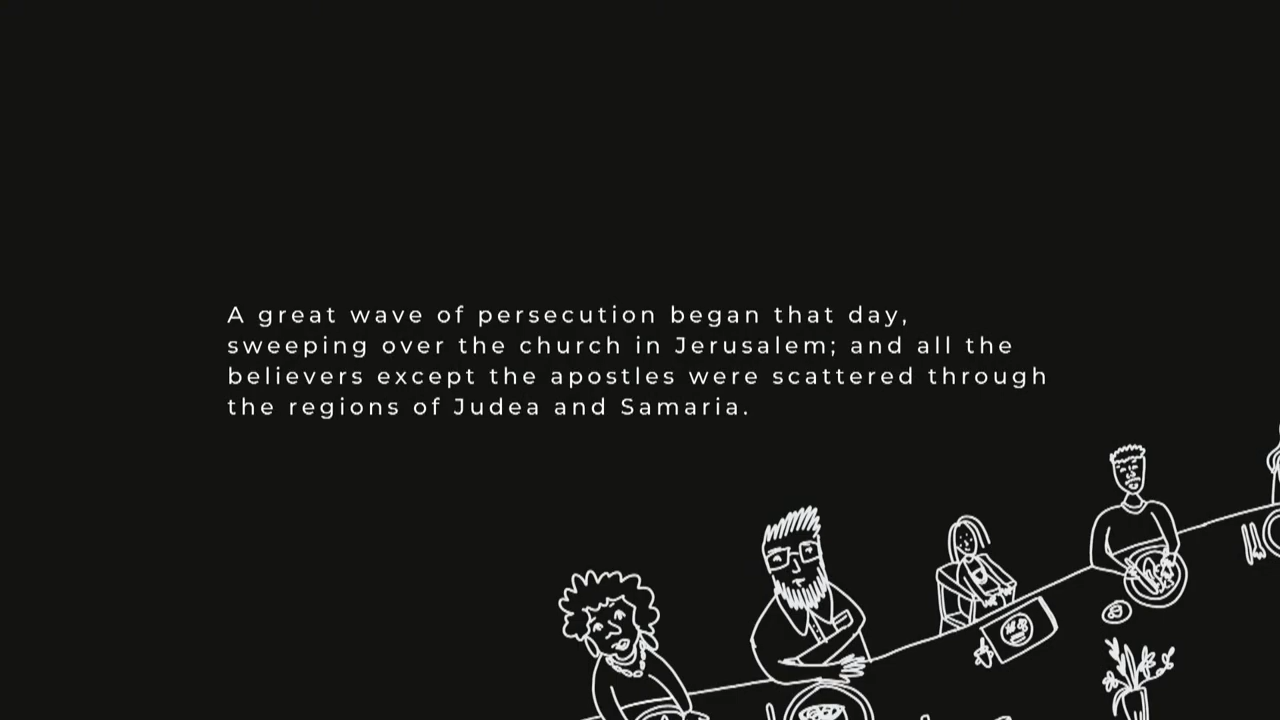 A great wave of persecution began that day,
sweeping over the church in Jerusalem; and all the
believers except the apostles were scattered through
the regions of Judea and Samaria.